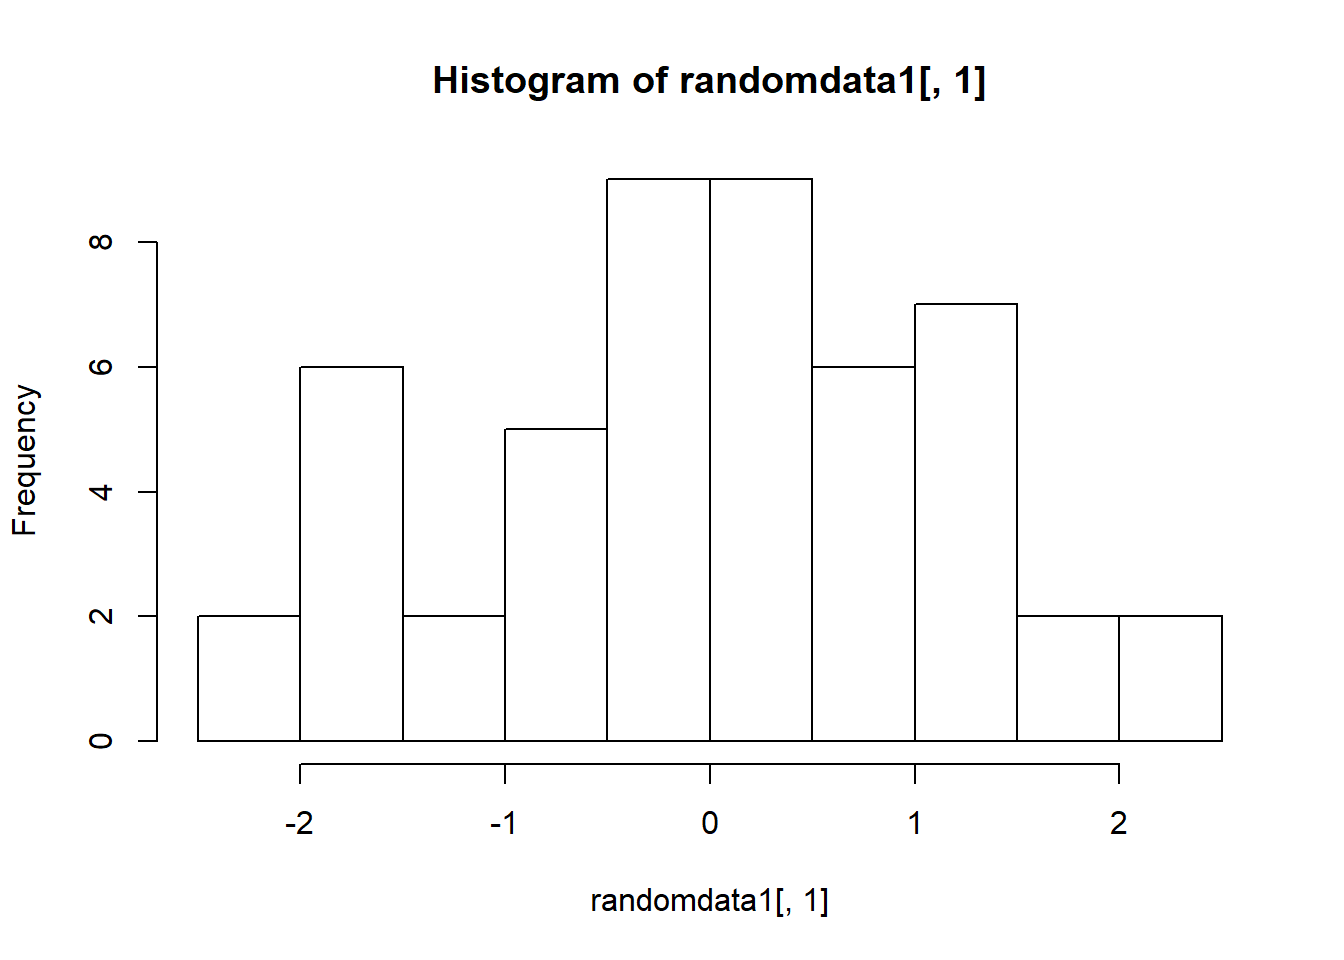 Histogram of randomdata1[, 1]
Frequency
8
6
4
2
0
-2 -1 0 1 2
randomdata1[, 1]